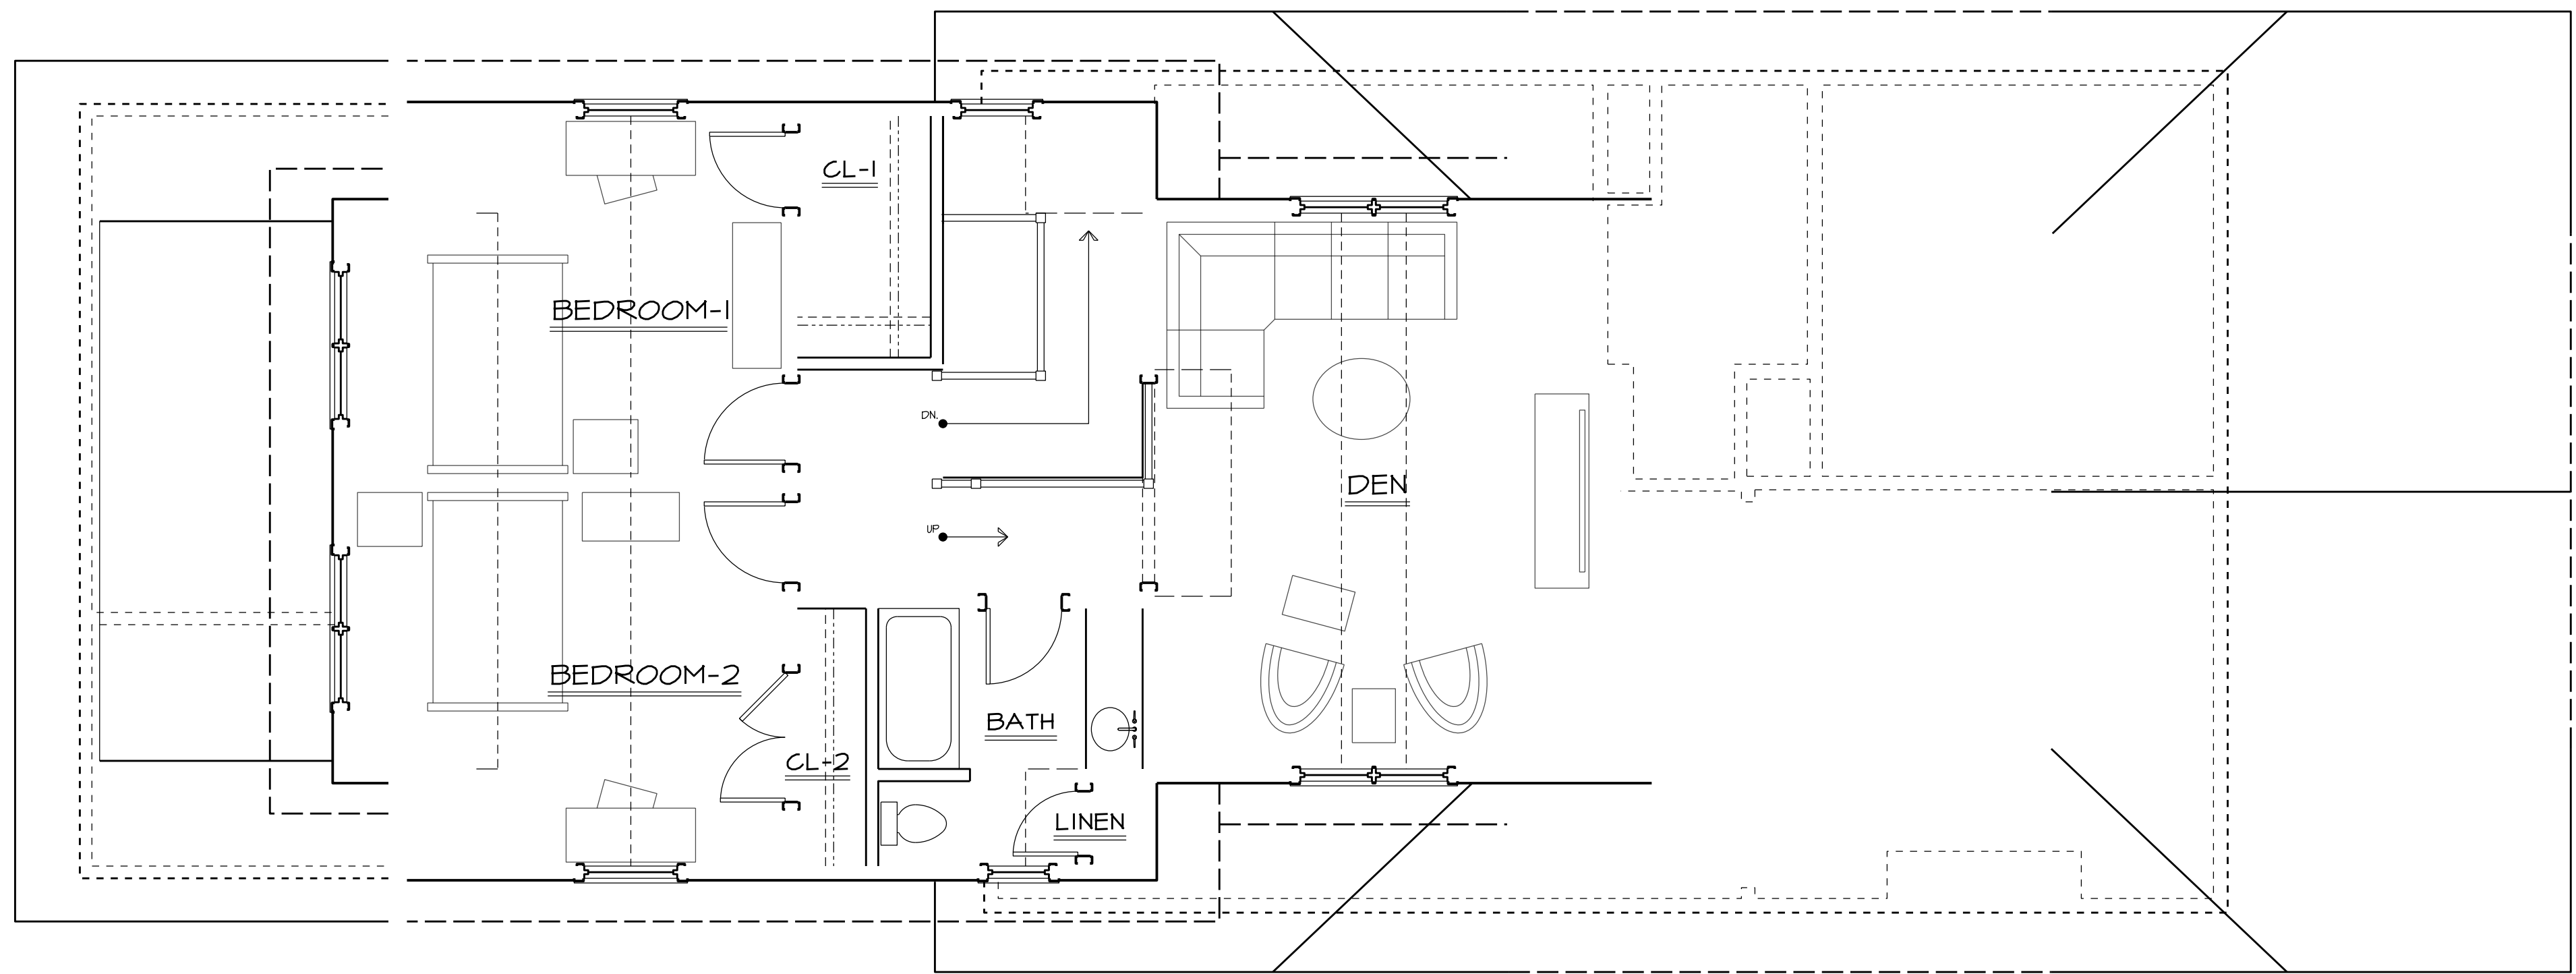 CL-1
BEDROOM-1
DN.
DEN
UP
BEDROOM-2
BATH
CL-2
LINEN